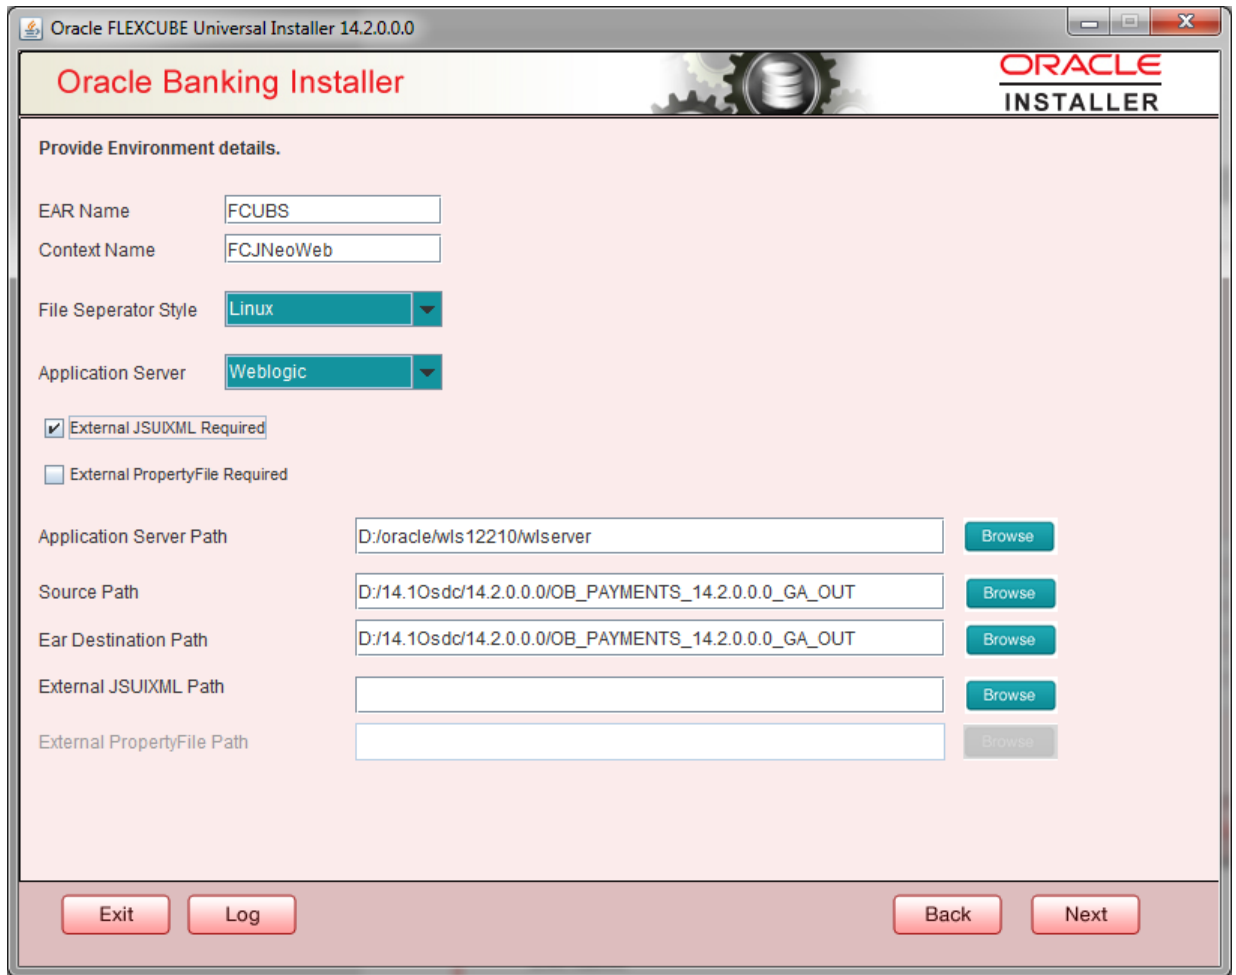 Oracle FLEXCUBE Universal Installer 14.2.0.0.0
Oracle Banking Installer
ORACLE
INSTALLER
Provide Environment details.
EAR Name FCUBS
Context Name FCJNeoWeb
File Seperator Style Linux
Application Server Weblogic
External JSUIXML Required
External PropertyFile Required
Application Server Path D:/oracle/wls12210/wlserver Browse
Source Path D:/14.1Osdc/14.2.0.0.0/OB_PAYMENTS_14.2.0.0.0_GA_OUT Browse
Ear Destination Path D:/14.1Osdc/14.2.0.0.0/OB_PAYMENTS_14.2.0.0.0_GA_OUT Browse
External JSUIXML Path Browse
External PropertyFile Path Browse
Exit Log Back Next